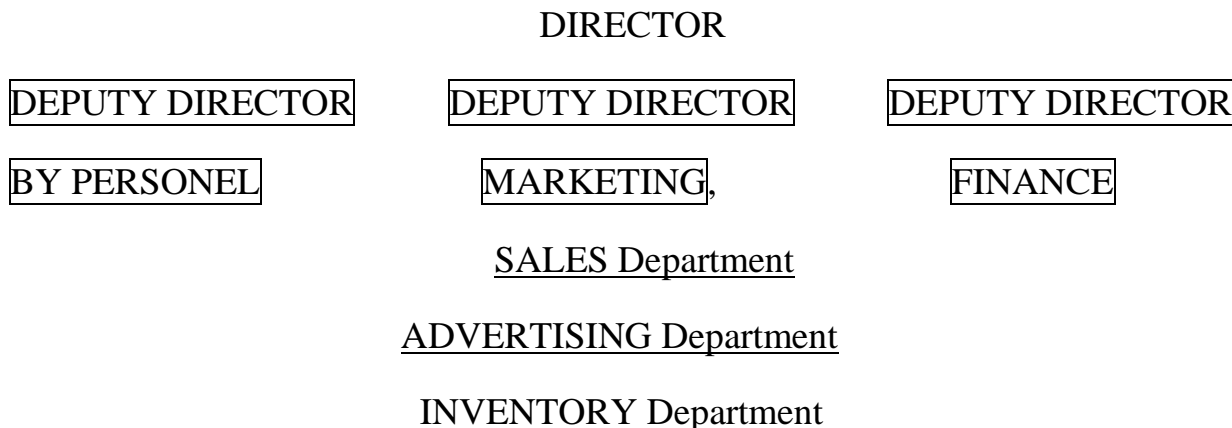 DIRECTOR
DEPUTY DIRECTOR DEPUTY DIRECTOR DEPUTY DIRECTOR
BY PERSONEL MARKETING, FINANCE
SALES Department
ADVERTISING Department
INVENTORY Department